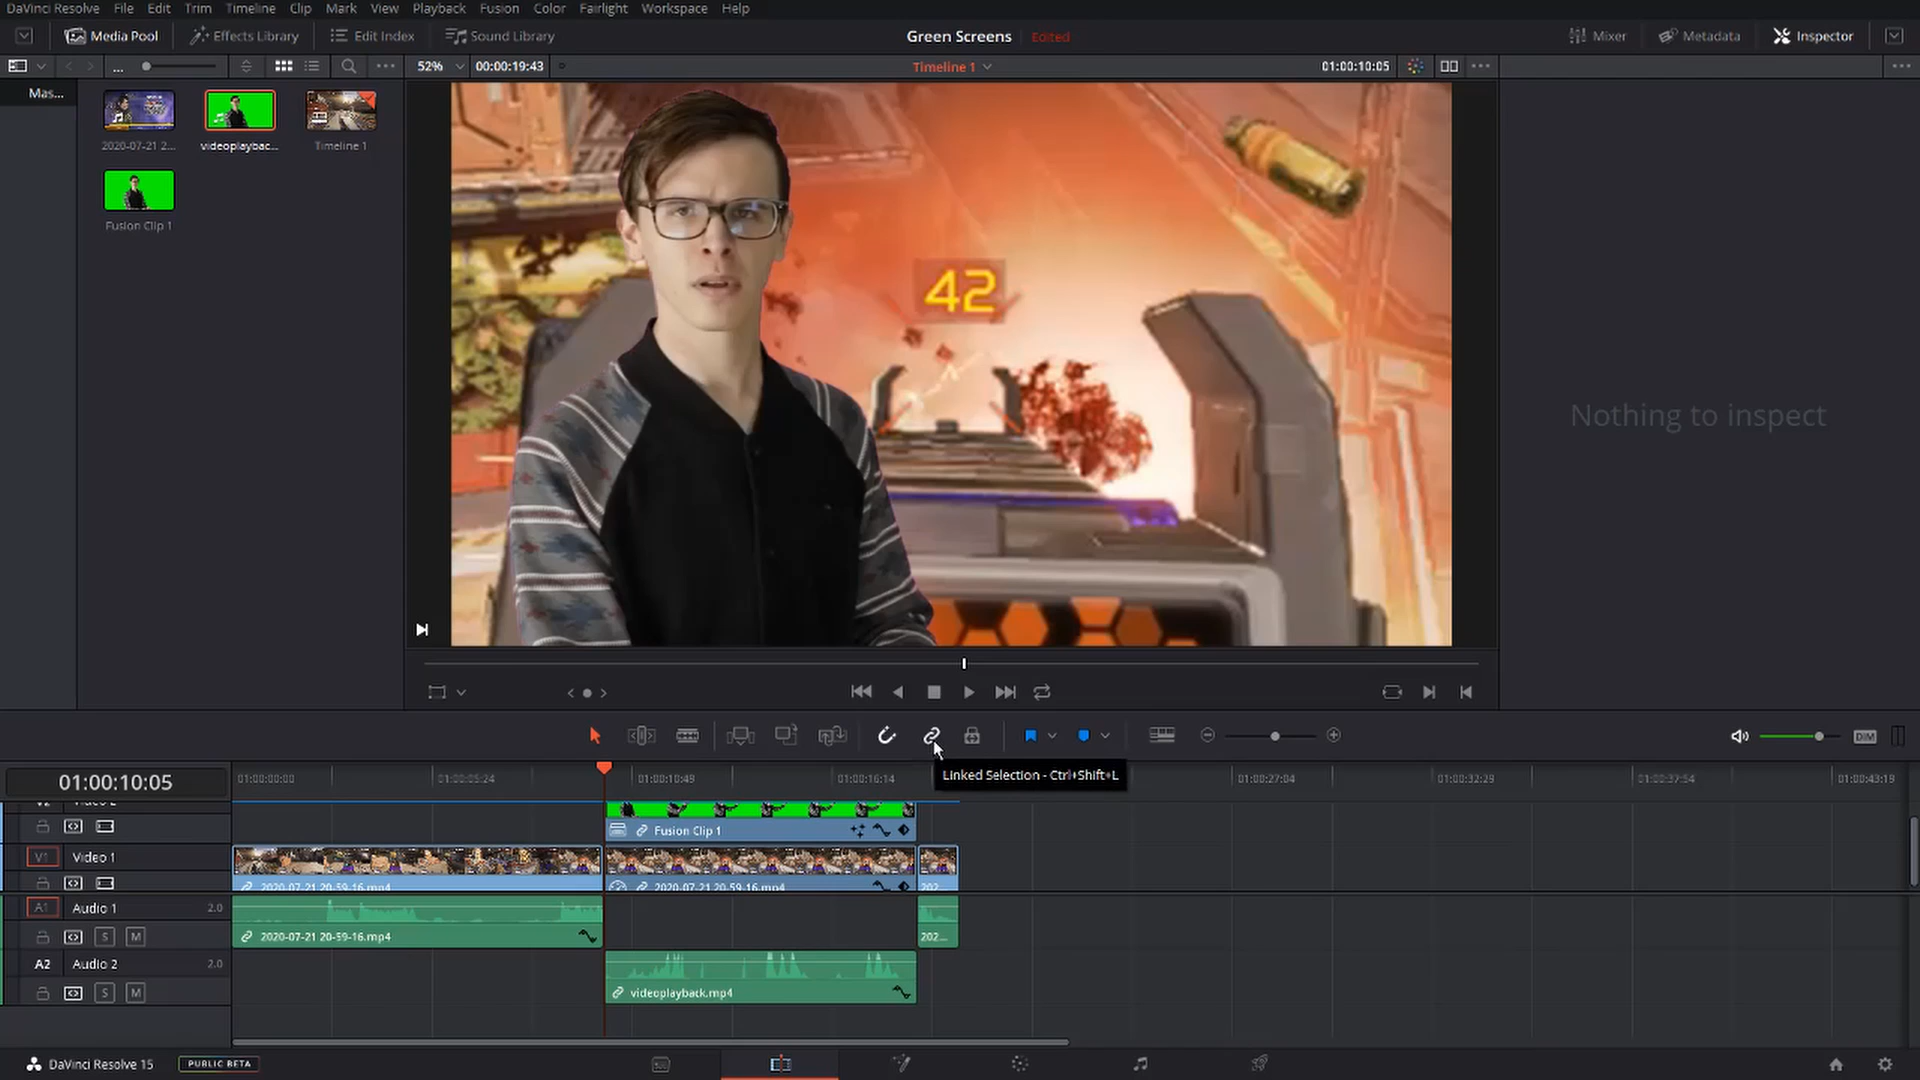 DaVinci Resolve File Edit Trim Timeline Clip Mark View Playback Fusion Color Fairlight Workspace Help
Media Pool Effects Library Edit Index Sound Library Green Screens Edited Mixer Metadata Inspector
... 52% 00:00:19:43 Timeline 1 01:00:10:05
Mas...
2020-07-21 2... videoplaybac... Timeline 1
Fusion Clip 1
42
Nothing to inspect
DIM
Linked Selection - Ctrl+Shift+L
01:00:10:05 01:00:00:00 01:00:05:24 01:00:10:49 01:00:16:14 01:00:27:04 01:00:32:29 01:00:37:54 01:00:43:19
V2 Video 2
Fusion Clip 1
V1 Video 1
2020-07-21 20-59-16.mp4 2020-07-21 20-59-16.mp4 202...
A1 Audio 1 2.0
S M 2020-07-21 20-59-16.mp4 202...
A2 Audio 2 2.0
S M videoplayback.mp4
DaVinci Resolve 15 PUBLIC BETA